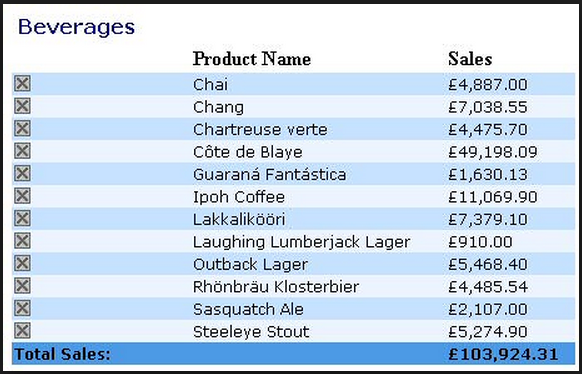 Beverages
Product Name Sales
Chai £4,887.00
Chang £7,038.55
Chartreuse verte £4,475.70
Côte de Blaye £49,198.09
Guaraná Fantástica £1,630.13
Ipoh Coffee £11,069.90
Lakkalikööri £7,379.10
Laughing Lumberjack Lager £910.00
Outback Lager £5,468.40
Rhönbräu Klosterbier £4,485.54
Sasquatch Ale £2,107.00
Steeleye Stout £5,274.90
Total Sales: £103,924.31